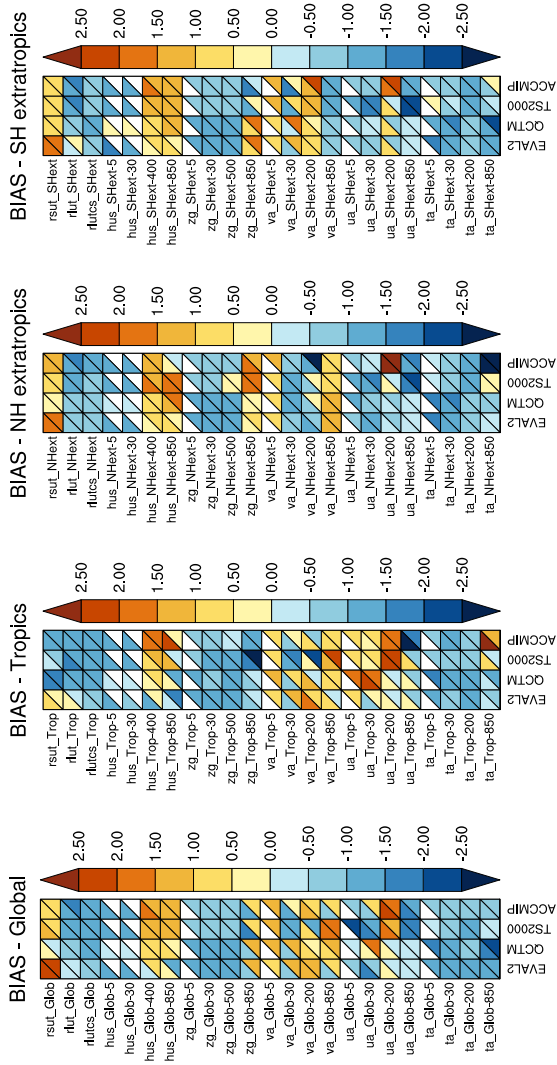 BIAS - Global
rsut_Glob
rlut_Glob
rlutcs_Glob
hus_Glob-5
hus_Glob-30
hus_Glob-400
hus_Glob-850
zg_Glob-5
zg_Glob-30
zg_Glob-500
zg_Glob-850
va_Glob-5
va_Glob-30
va_Glob-200
va_Glob-850
ua_Glob-5
ua_Glob-30
ua_Glob-200
ua_Glob-850
ta_Glob-5
ta_Glob-30
ta_Glob-200
ta_Glob-850
EVAL2
QCTM
TS2000
ACCMIP
2.50
2.00
1.50
1.00
0.50
0.00
-0.50
-1.00
-1.50
-2.00
-2.50
BIAS - Tropics
rsut_Trop
rlut_Trop
rlutcs_Trop
hus_Trop-5
hus_Trop-30
hus_Trop-400
hus_Trop-850
zg_Trop-5
zg_Trop-30
zg_Trop-500
zg_Trop-850
va_Trop-5
va_Trop-30
va_Trop-200
va_Trop-850
ua_Trop-5
ua_Trop-30
ua_Trop-200
ua_Trop-850
ta_Trop-5
ta_Trop-30
ta_Trop-200
ta_Trop-850
EVAL2
QCTM
TS2000
ACCMIP
2.50
2.00
1.50
1.00
0.50
0.00
-0.50
-1.00
-1.50
-2.00
-2.50
BIAS - NH extratropics
rsut_NHext
rlut_NHext
rlutcs_NHext
hus_NHext-5
hus_NHext-30
hus_NHext-400
hus_NHext-850
zg_NHext-5
zg_NHext-30
zg_NHext-500
zg_NHext-850
va_NHext-5
va_NHext-30
va_NHext-200
va_NHext-850
ua_NHext-5
ua_NHext-30
ua_NHext-200
ua_NHext-850
ta_NHext-5
ta_NHext-30
ta_NHext-200
ta_NHext-850
EVAL2
QCTM
TS2000
ACCMIP
2.50
2.00
1.50
1.00
0.50
0.00
-0.50
-1.00
-1.50
-2.00
-2.50
BIAS - SH extratropics
rsut_SHext
rlut_SHext
rlutcs_SHext
hus_SHext-5
hus_SHext-30
hus_SHext-400
hus_SHext-850
zg_SHext-5
zg_SHext-30
zg_SHext-500
zg_SHext-850
va_SHext-5
va_SHext-30
va_SHext-200
va_SHext-850
ua_SHext-5
ua_SHext-30
ua_SHext-200
ua_SHext-850
ta_SHext-5
ta_SHext-30
ta_SHext-200
ta_SHext-850
EVAL2
QCTM
TS2000
ACCMIP
2.50
2.00
1.50
1.00
0.50
0.00
-0.50
-1.00
-1.50
-2.00
-2.50